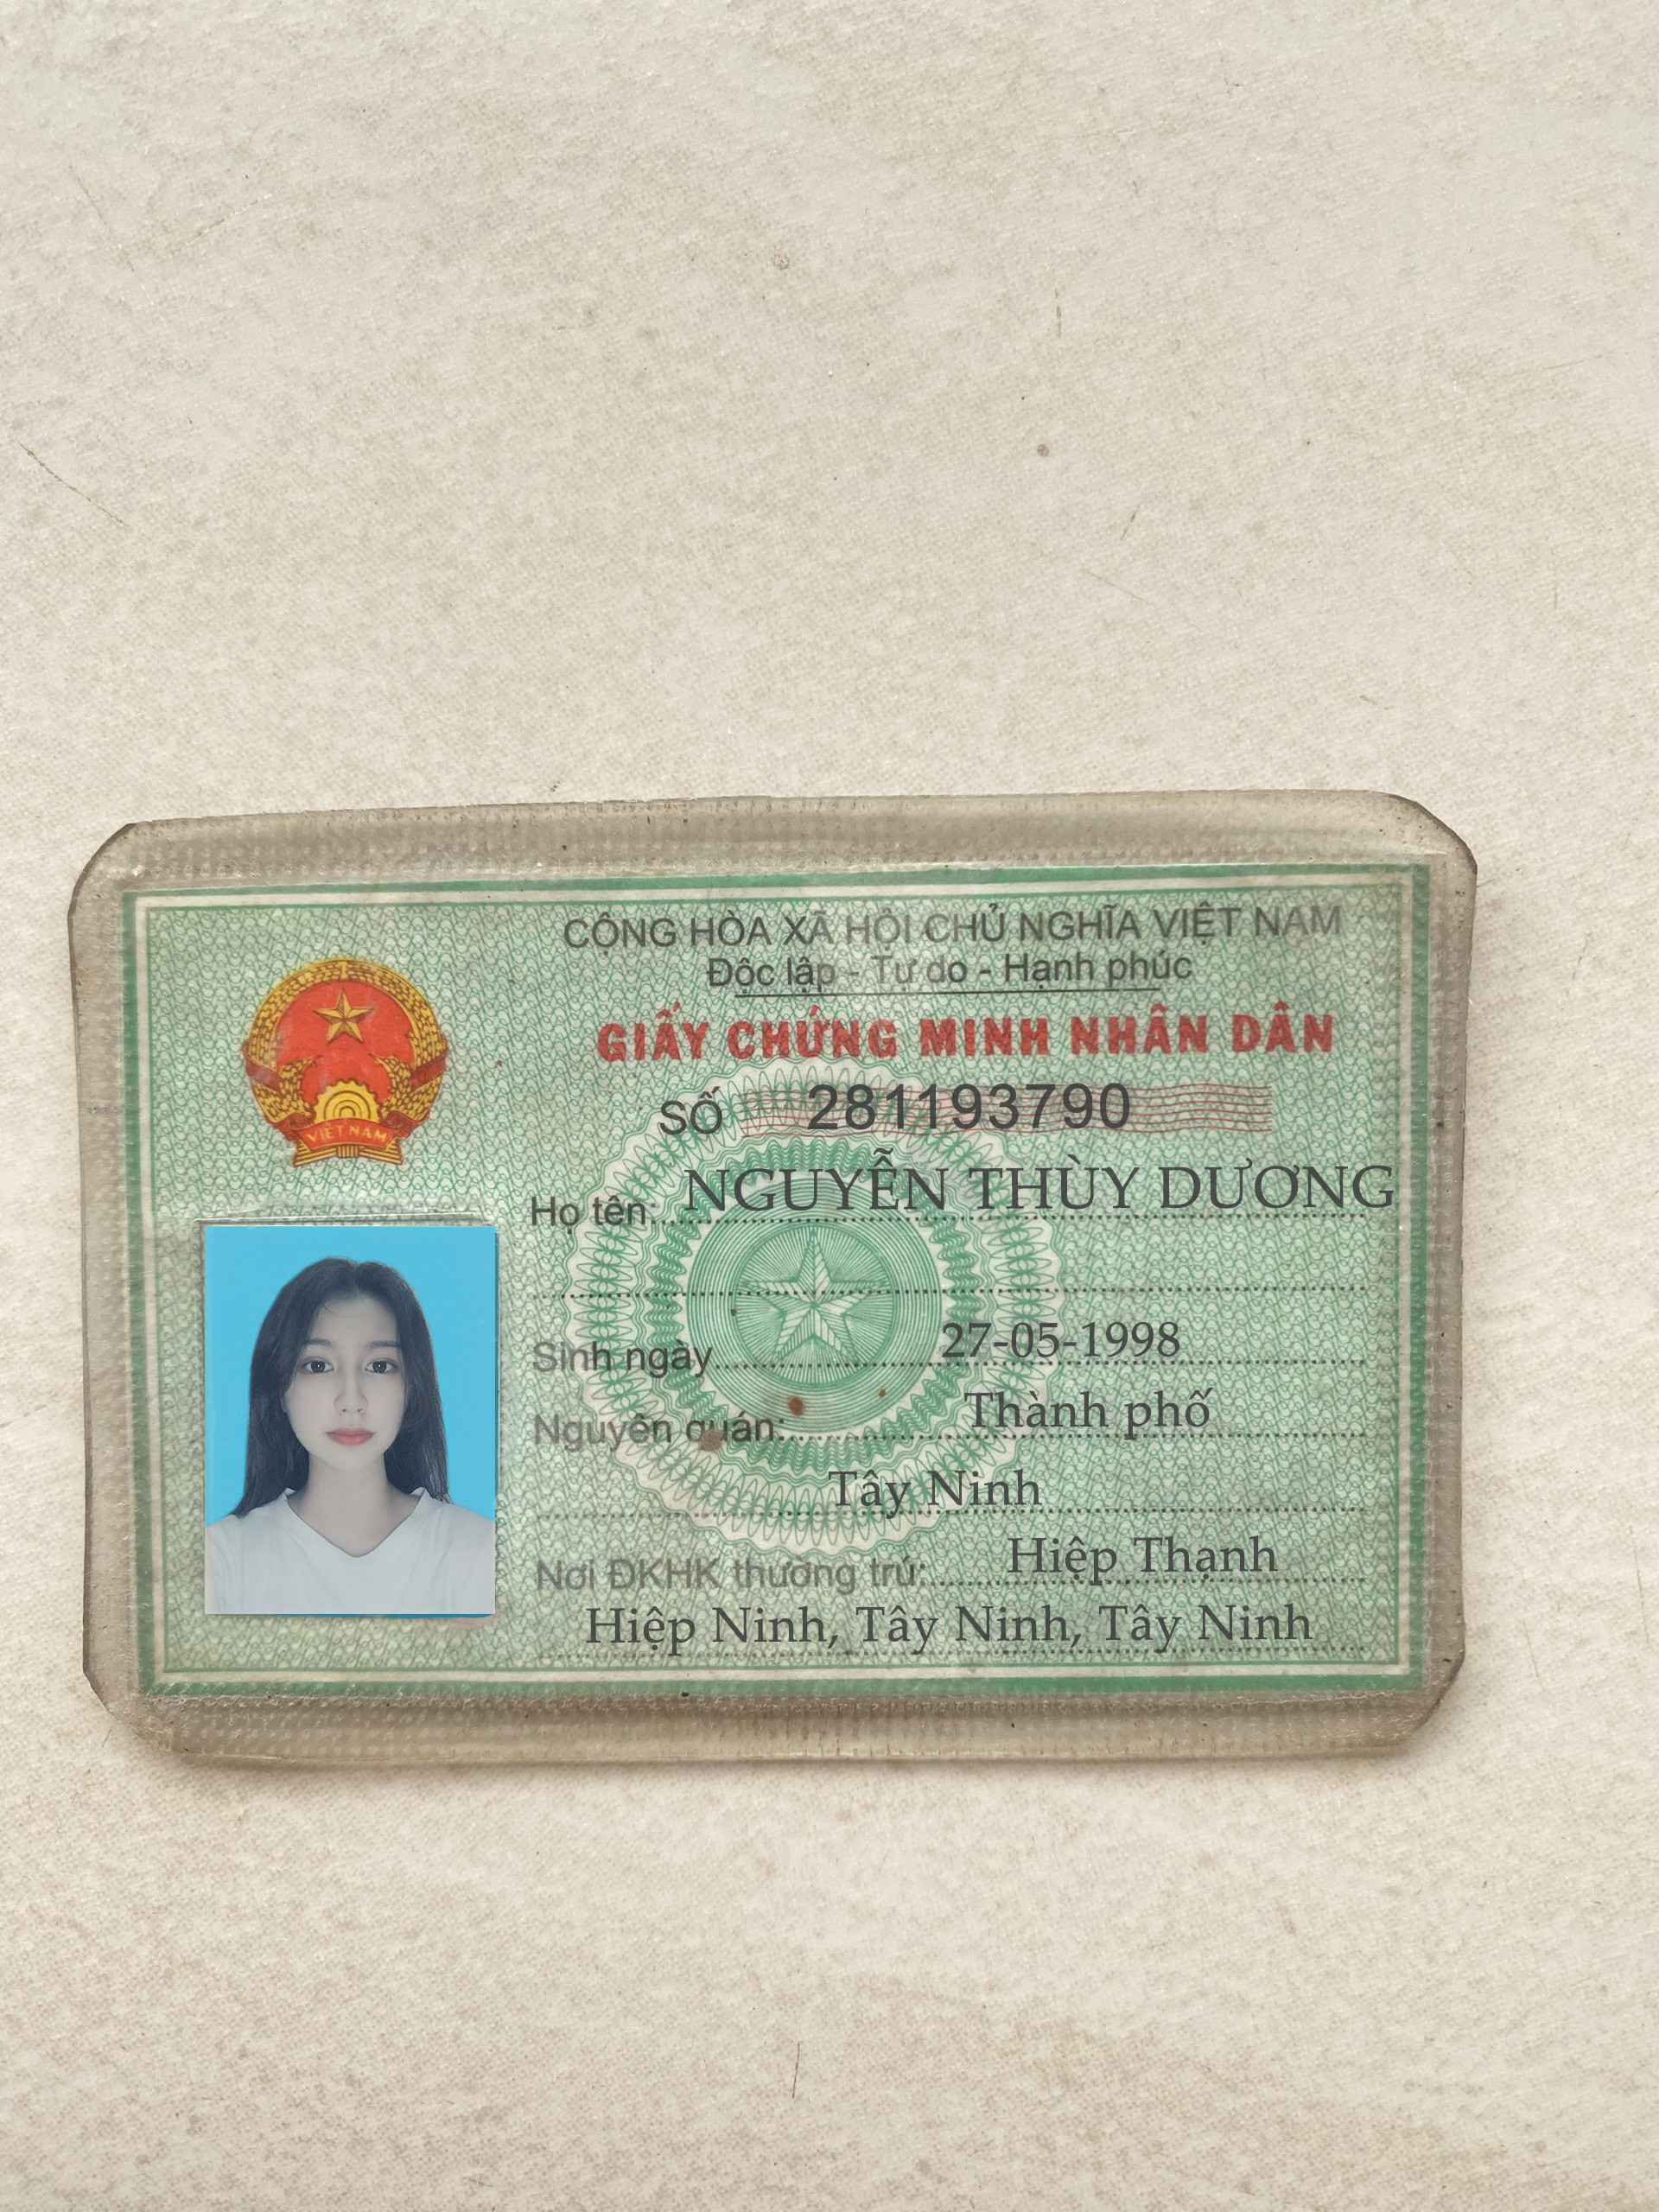 CỘNG HÒA XÃ HỘI CHỦ NGHĨA VIỆT NAM
Độc lập - Tự do - Hạnh phúc
GIẤY CHỨNG MINH NHÂN DÂN
SỐ 281193790
VIỆT NAM
Họ tên: NGUYỄN THÙY DƯƠNG
Sinh ngày 27-05-1998
Nguyên quán: Thành phố
Tây Ninh
Nơi ĐKHK thường trú: Hiệp Thạnh
Hiệp Ninh, Tây Ninh, Tây Ninh